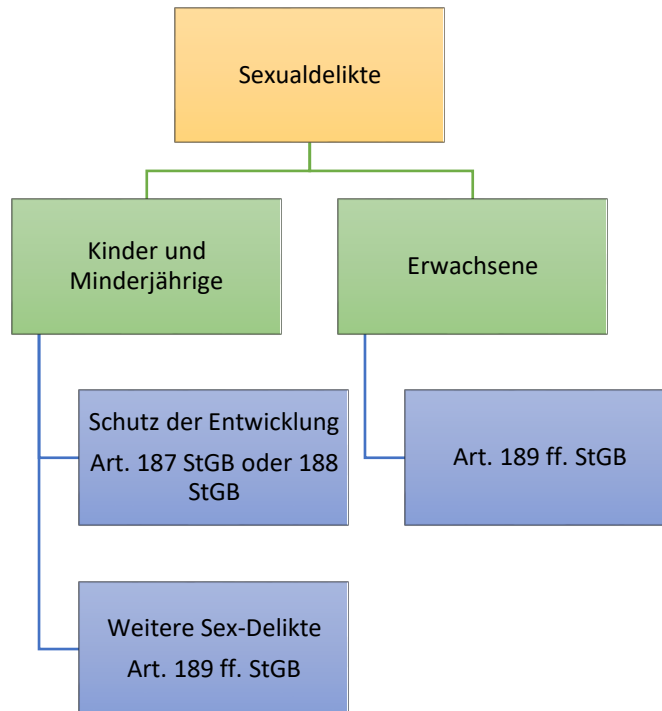 Sexualdelikte
Kinder und
Minderjährige
Erwachsene
Schutz der Entwicklung
Art. 187 StGB oder 188
StGB
Art. 189 ff. StGB
Weitere Sex-Delikte
Art. 189 ff. StGB